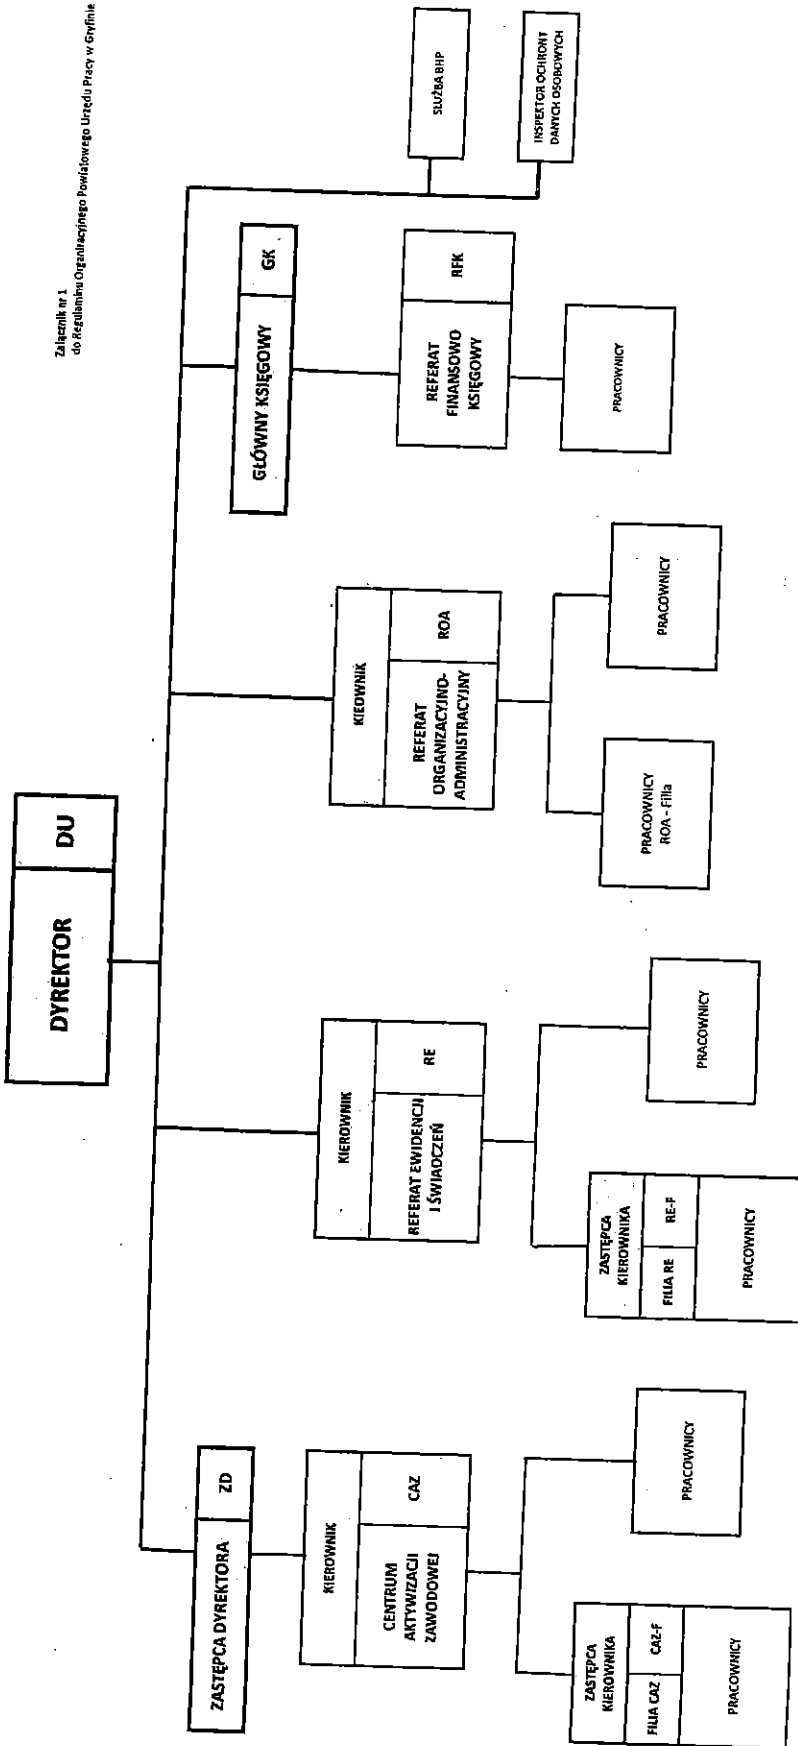 Załącznik nr 1
do Regulaminu Organizacyjnego Powiatowego Urzędu Pracy w Gryfinie
DYREKTOR
DU
ZASTĘPCA DYREKTORA
ZD
KIEROWNIK
CENTRUM
AKTYWIZACJI
ZAWODOWEJ
CAZ
ZASTĘPCA
KIEROWNIKA
FILIA CAZ
CAZ-F
PRACOWNICY
PRACOWNICY
KIEROWNIK
REFERAT EWIDENCJI
I ŚWIADCZEŃ
RE
ZASTĘPCA
KIEROWNIKA
FILIA RE
RE-F
PRACOWNICY
PRACOWNICY
KIEOWNIK
REFERAT
ORGANIZACYJNO-
ADMINISTRACYJNY
ROA
PRACOWNICY
ROA - Filia
PRACOWNICY
GŁÓWNY KSIĘGOWY
GK
REFERAT
FINANSOWO
KSIĘGOWY
RFK
PRACOWNICY
SŁUŻBA BHP
INSPEKTOR OCHRONY
DANYCH OSOBOWYCH